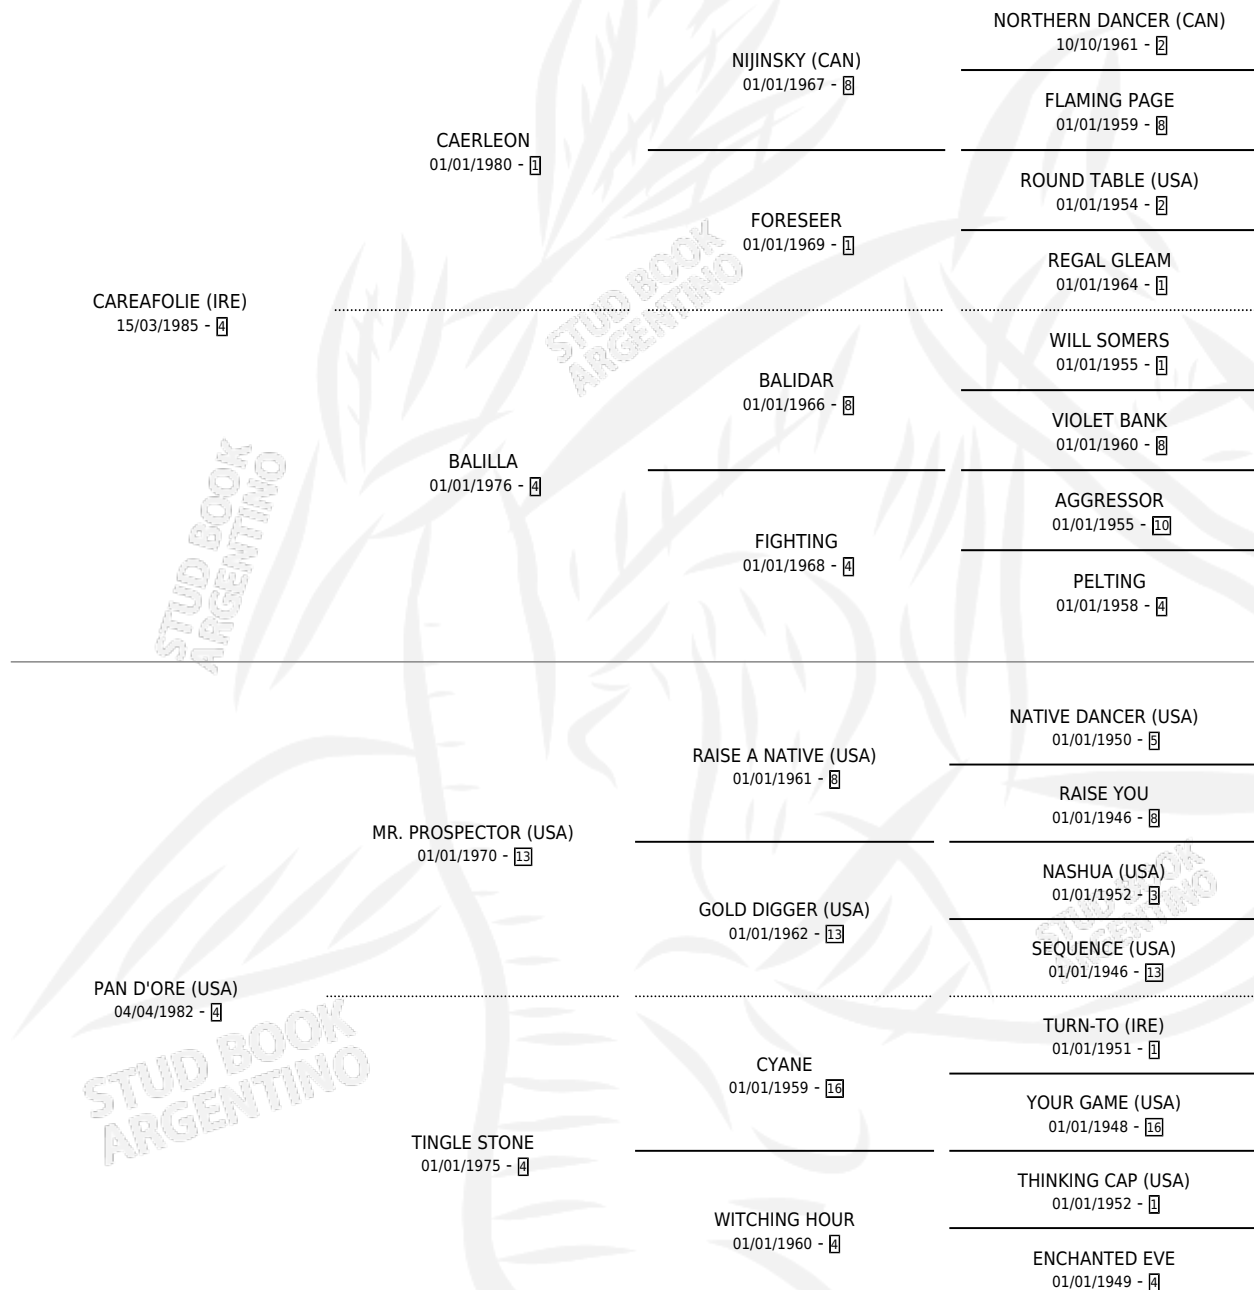 NORTHERN DANCER (CAN)
10/10/1961 - 2
NIJINSKY (CAN)
01/01/1967 - 8
FLAMING PAGE
01/01/1959 - 8
CAERLEON
01/01/1980 - 1
ROUND TABLE (USA)
01/01/1954 - 2
FORESEER
01/01/1969 - 1
REGAL GLEAM
01/01/1964 - 1
CAREAFOLIE (IRE)
15/03/1985 - 4
WILL SOMERS
01/01/1955 - 1
BALIDAR
01/01/1966 - 8
VIOLET BANK
01/01/1960 - 8
BALILLA
01/01/1976 - 4
AGGRESSOR
01/01/1955 - 10
FIGHTING
01/01/1968 - 4
PELTING
01/01/1958 - 4
NATIVE DANCER (USA)
01/01/1950 - 5
RAISE A NATIVE (USA)
01/01/1961 - 8
RAISE YOU
01/01/1946 - 8
MR. PROSPECTOR (USA)
01/01/1970 - 13
NASHUA (USA)
01/01/1952 - 3
GOLD DIGGER (USA)
01/01/1962 - 13
SEQUENCE (USA)
01/01/1946 - 13
PAN D'ORE (USA)
04/04/1982 - 4
TURN-TO (IRE)
01/01/1951 - 1
CYANE
01/01/1959 - 16
YOUR GAME (USA)
01/01/1948 - 16
TINGLE STONE
01/01/1975 - 4
THINKING CAP (USA)
01/01/1952 - 1
WITCHING HOUR
01/01/1960 - 4
ENCHANTED EVE
01/01/1949 - 4
STUD BOOK
ARGENTINO
STUD BOOK
ARGENTINO
STUD BOOK
ARGENTINO
STUD BOOK
ARGENTINO